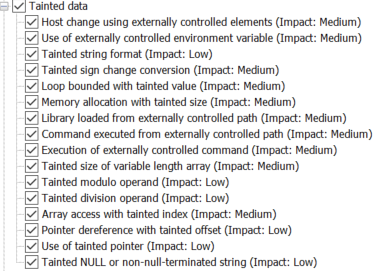 Tainted data
Host change using externally controlled elements (Impact: Medium)
Use of externally controlled environment variable (Impact: Medium)
Tainted string format (Impact: Low)
Tainted sign change conversion (Impact: Medium)
Loop bounded with tainted value (Impact: Medium)
Memory allocation with tainted size (Impact: Medium)
Library loaded from externally controlled path (Impact: Medium)
Command executed from externally controlled path (Impact: Medium)
Execution of externally controlled command (Impact: Medium)
Tainted size of variable length array (Impact: Medium)
Tainted modulo operand (Impact: Low)
Tainted division operand (Impact: Low)
Array access with tainted index (Impact: Medium)
Pointer dereference with tainted offset (Impact: Low)
Use of tainted pointer (Impact: Low)
Tainted NULL or non-null-terminated string (Impact: Low)